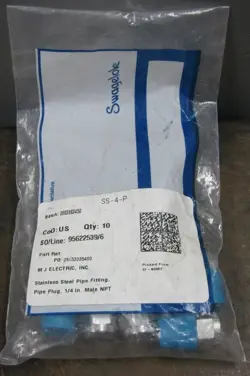 Swagelok
SS-4-P
CoO: US Qty: 10
SO/Line: 95622539/6
Part Ref:
M J ELECTRIC, INC.
Stainless Steel Pipe Fitting,
Pipe Plug, 1/4 in. Male NPT